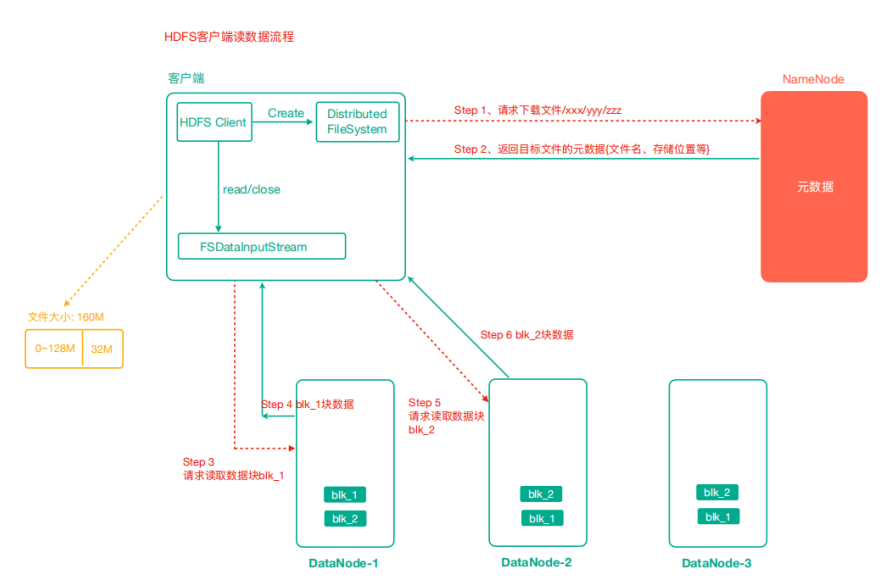 HDFS客户端读数据流程
客户端
NameNode
HDFS Client
Create
Distributed
FileSystem
Step 1、请求下载文件/xxx/yyy/zzz
Step 2、返回目标文件的元数据{文件名、存储位置等}
元数据
read/close
FSDataInputStream
文件大小: 160M
0~128M
32M
Step 6 blk_2块数据
Step 4 blk_1块数据
Step 5
请求读取数据块
blk_2
Step 3
请求读取数据块blk_1
blk_1
blk_2
blk_2
blk_1
blk_2
blk_1
DataNode-1
DataNode-2
DataNode-3